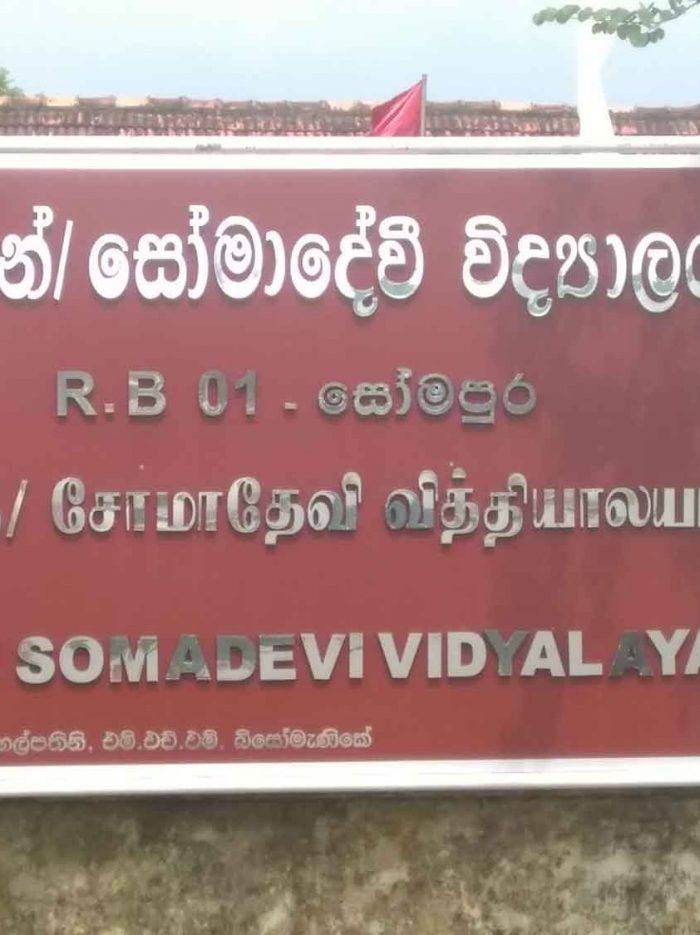 න්/ සෝමාදේවී විද්‍යාල
R.B 01 - සෝමපුර
/ சோமாதேவி வித்தியாலய
SOMADEVI VIDYALAYA
එම්.එච්.එම්. බිසෝමැණිකේ